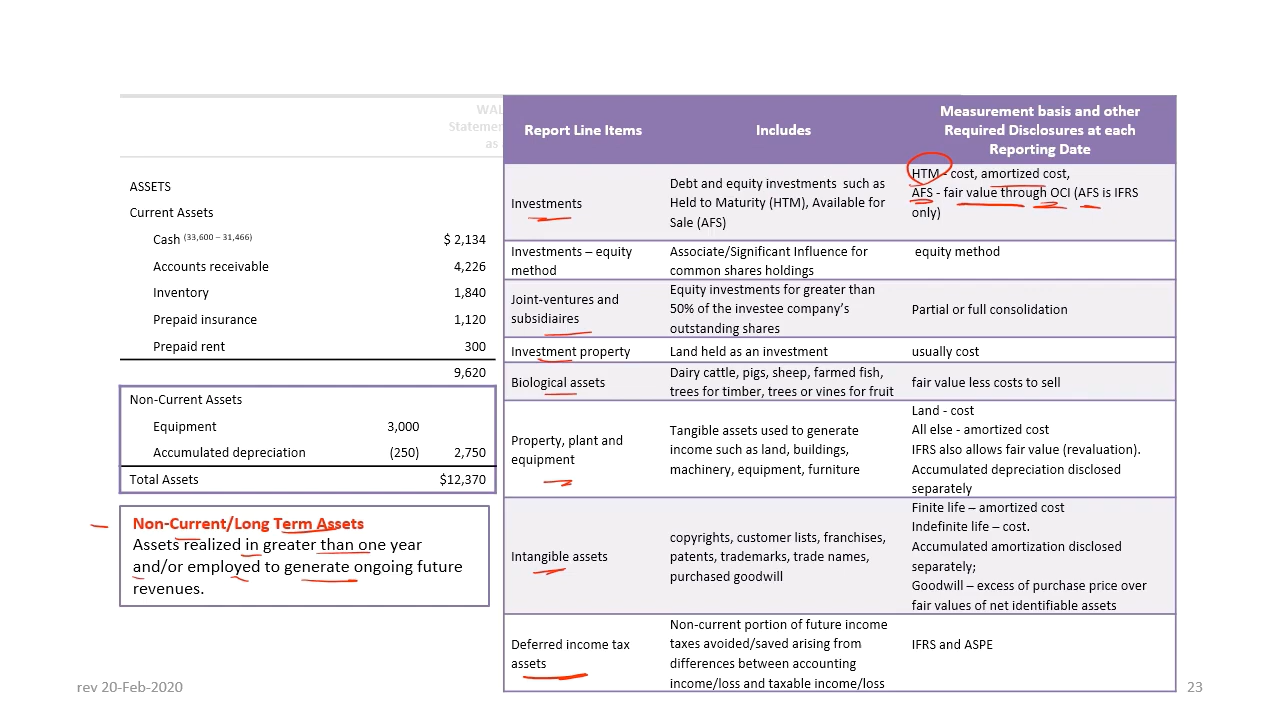 WAL
Statemen
as
ASSETS
Current Assets
Cash (33,600 – 31,466) $ 2,134
Accounts receivable 4,226
Inventory 1,840
Prepaid insurance 1,120
Prepaid rent 300
9,620
Non-Current Assets
Equipment 3,000
Accumulated depreciation (250) 2,750
Total Assets $12,370
Non-Current/Long Term Assets
Assets realized in greater than one year
and/or employed to generate ongoing future
revenues.
Report Line Items
Includes
Measurement basis and other
Required Disclosures at each
Reporting Date
Investments
Debt and equity investments such as
Held to Maturity (HTM), Available for
Sale (AFS)
HTM - cost, amortized cost,
AFS - fair value through OCI (AFS is IFRS
only)
Investments – equity
method
Associate/Significant Influence for
common shares holdings
equity method
Joint-ventures and
subsidiaires
Equity investments for greater than
50% of the investee company’s
outstanding shares
Partial or full consolidation
Investment property
Land held as an investment
usually cost
Biological assets
Dairy cattle, pigs, sheep, farmed fish,
trees for timber, trees or vines for fruit
fair value less costs to sell
Property, plant and
equipment
Tangible assets used to generate
income such as land, buildings,
machinery, equipment, furniture
Land - cost
All else - amortized cost
IFRS also allows fair value (revaluation).
Accumulated depreciation disclosed
separately
Intangible assets
copyrights, customer lists, franchises,
patents, trademarks, trade names,
purchased goodwill
Finite life – amortized cost
Indefinite life – cost.
Accumulated amortization disclosed
separately;
Goodwill – excess of purchase price over
fair values of net identifiable assets
Deferred income tax
assets
Non-current portion of future income
taxes avoided/saved arising from
differences between accounting
income/loss and taxable income/loss
IFRS and ASPE
rev 20-Feb-2020
23